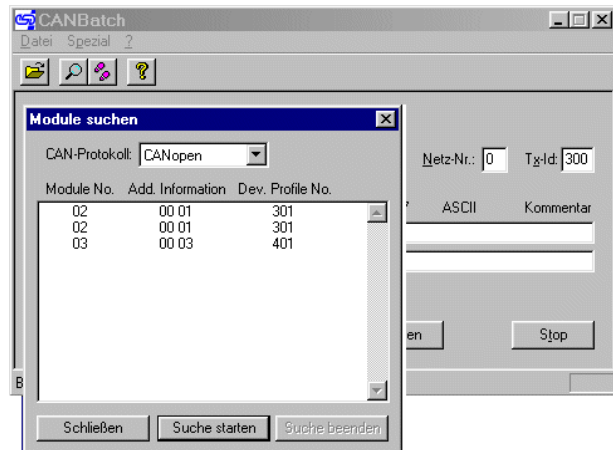 CANBatch
Datei Spezial ?
Module suchen
CAN-Protokoll: CANopen
Netz-Nr.: 0 Tx-Id: 300
Module No. Add. Information Dev. Profile No.
7 ASCII Kommentar
02 00 01 301
02 00 01 301
03 00 03 401
en Stop
B
Schließen Suche starten Suche beenden